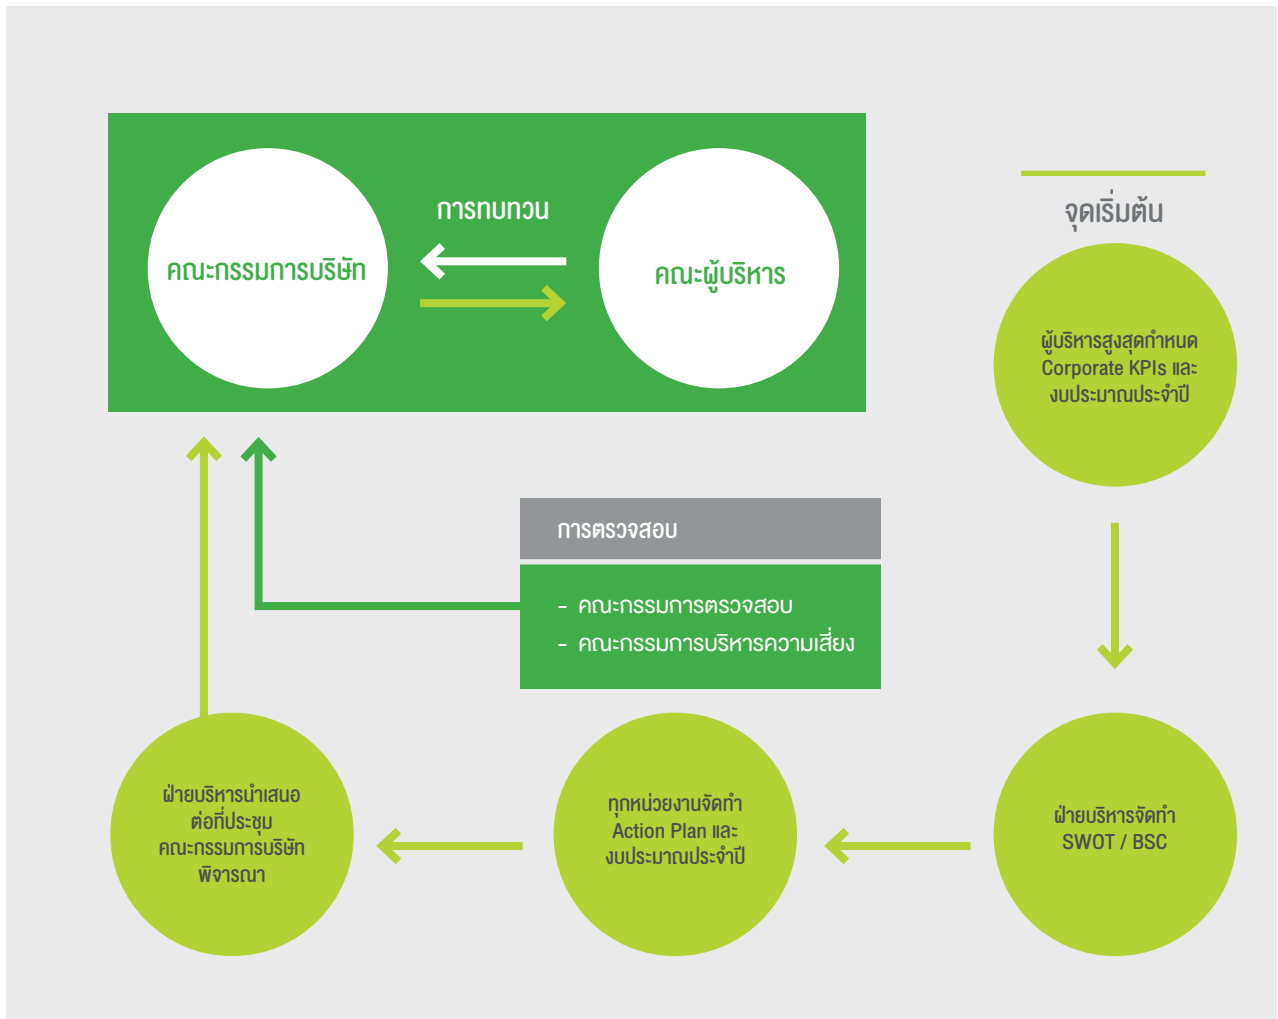 การทบทวน
คณะกรรมการบริษัท
คณะผู้บริหาร
จุดเริ่มต้น
ผู้บริหารสูงสุดกำหนด
Corporate KPIs และ
งบประมาณประจำปี
การตรวจสอบ
- คณะกรรมการตรวจสอบ
- คณะกรรมการบริหารความเสี่ยง
ฝ่ายบริหารนำเสนอ
ต่อที่ประชุม
คณะกรรมการบริษัท
พิจารณา
ทุกหน่วยงานจัดทำ
Action Plan และ
งบประมาณประจำปี
ฝ่ายบริหารจัดทำ
SWOT / BSC